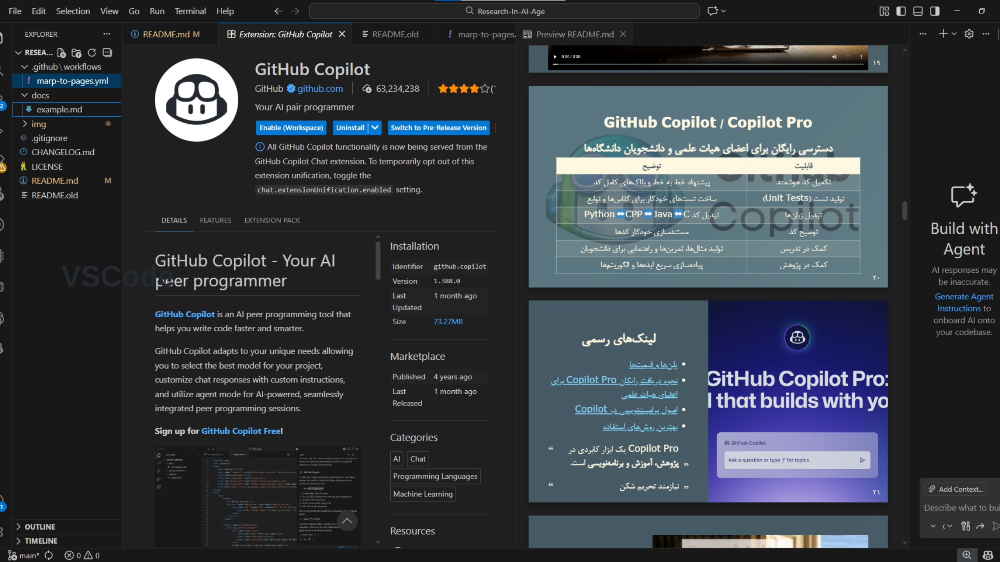 File Edit Selection View Go Run Terminal Help
Research-In-AI-Age
EXPLORER
RESEA...
.github\workflows
marp-to-pages.yml
docs
example.md
img
.gitignore
CHANGELOG.md
LICENSE
README.md M
README.old
OUTLINE
TIMELINE
main* 0 0
README.md M
Extension: GitHub Copilot
README.old
marp-to-pages.
Preview README.md
GitHub Copilot
GitHub github.com 63,234,238
Your AI pair programmer
Enable (Workspace) Uninstall Switch to Pre-Release Version
All GitHub Copilot functionality is now being served from the
GitHub Copilot Chat extension. To temporarily opt out of this
extension unification, toggle the
chat.extensionUnification.enabled setting.
DETAILS FEATURES EXTENSION PACK
GitHub Copilot - Your AI
peer programmer
VSCode
GitHub Copilot is an AI peer programming tool that
helps you write code faster and smarter.
GitHub Copilot adapts to your unique needs allowing
you to select the best model for your project,
customize chat responses with custom instructions,
and utilize agent mode for AI-powered, seamlessly
integrated peer programming sessions.
Sign up for GitHub Copilot Free!
Installation
Identifier github.copilot
Version 1.388.0
Last Updated 1 month ago
Size 73.27MB
Marketplace
Published 4 years ago
Last Released 1 month ago
Categories
AI Chat
Programming Languages
Machine Learning
Resources
0:00 / 0:39
۱۹
GitHub Copilot / Copilot Pro
دسترسی رایگان برای اعضای هیات علمی و دانشجویان دانشگاه‌ها
قابلیت توضیح
تکمیل کد هوشمند پیشنهاد خط به خط و بلاک‌های کامل کد
تولید تست (Unit Tests) ساخت تست‌های خودکار برای کلاس‌ها و توابع
تبدیل زبان‌ها تبدیل کد C↔Java↔CPP↔Python
توضیح کد مستندسازی خودکار کدها
کمک در تدریس تولید مثال‌ها، تمرین‌ها و راهنمایی برای دانشجویان
کمک در پژوهش پیاده‌سازی سریع ایده‌ها و الگوریتم‌ها
GitHub
Copilot
۲۰
لینک‌های رسمی
• پلن‌ها و قیمت‌ها
• نحوه دریافت رایگان Copilot Pro برای
اعضای هیات علمی
• اصول پرامپت‌نویسی در Copilot
• بهترین روش‌های استفاده
Copilot Pro یک ابزار کابردی در
پژوهش، آموزش و برنامه‌نویسی است.
نیازمند تحریم شکن
GitHub Copilot Pro:
l that builds with yo
GitHub Copilot
Ask a question or type '/' for topics
۲۱
Build with
Agent
AI responses may
be inaccurate.
Generate Agent
Instructions to
onboard AI onto
your codebase.
Add Context...
Describe what to bui